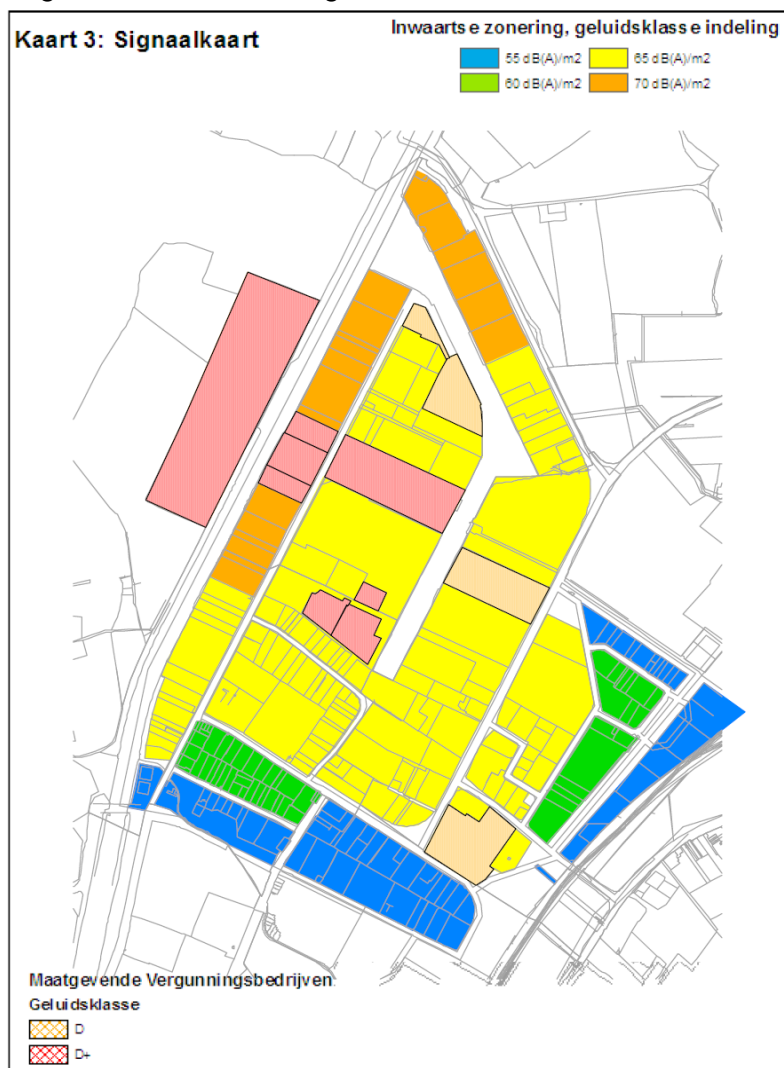 Kaart 3: Signaalkaart
Inwaartse zonering, geluidsklasse indeling
55 dB(A)/m2
65 dB(A)/m2
60 dB(A)/m2
70 dB(A)/m2
Maatgevende Vergunningsbedrijven
Geluidsklasse
D
D+